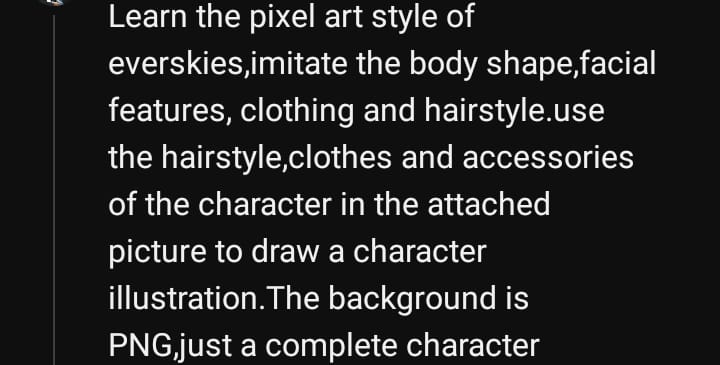 Learn the pixel art style of
everskies,imitate the body shape,facial
features, clothing and hairstyle.use
the hairstyle,clothes and accessories
of the character in the attached
picture to draw a character
illustration.The background is
PNG,just a complete character